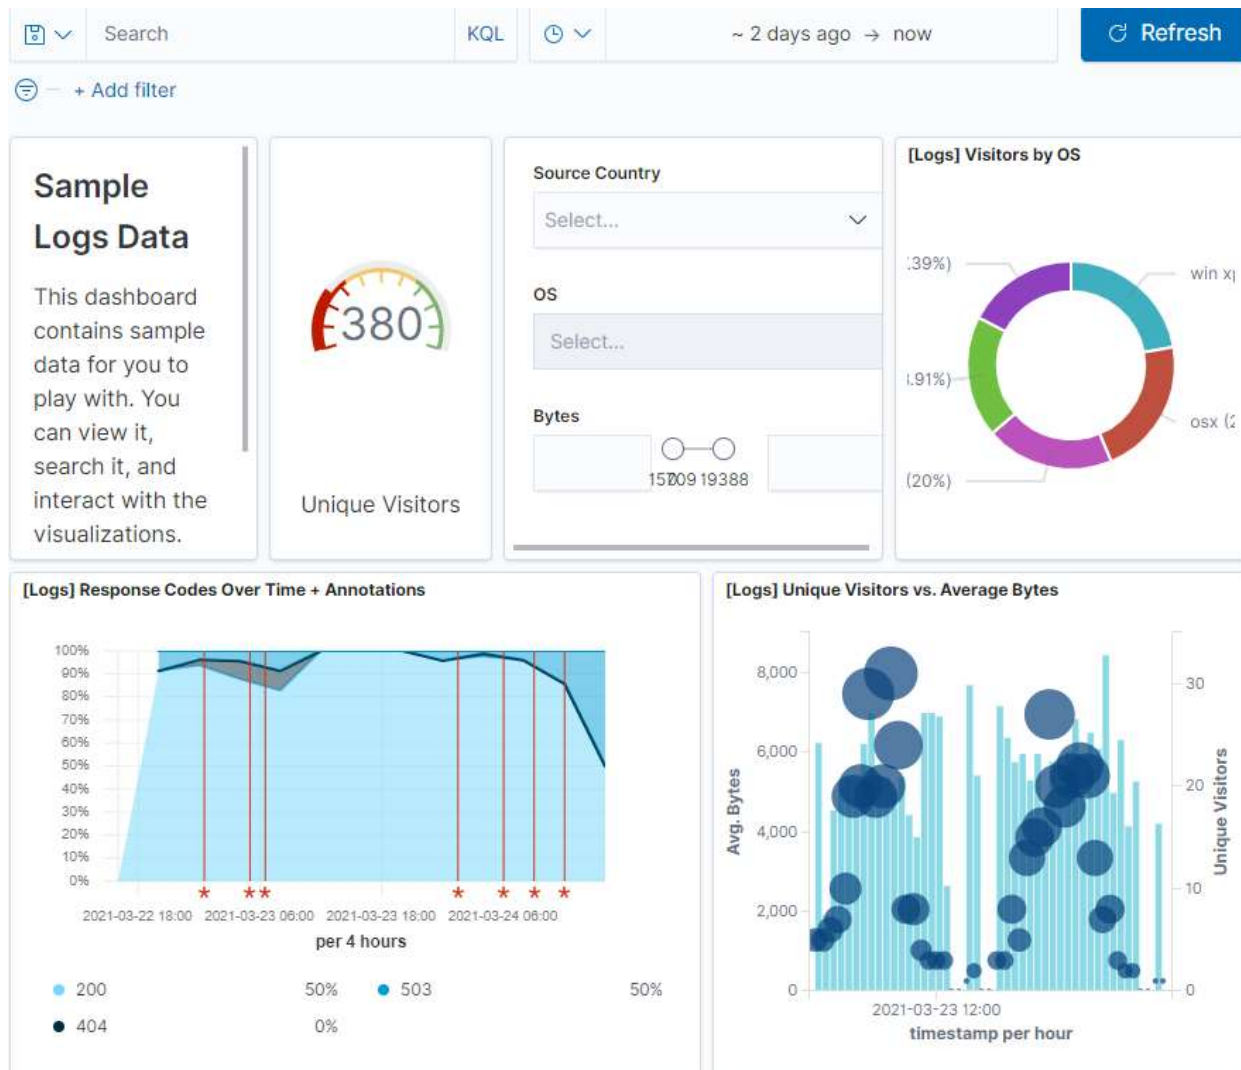 Search KQL ~ 2 days ago → now Refresh
+ Add filter
Sample
Logs Data
This dashboard
contains sample
data for you to
play with. You
can view it,
search it, and
interact with the
visualizations.
380
Unique Visitors
Source Country
Select...
OS
Select...
Bytes
19388
[Logs] Visitors by OS
.39%)
win xp
.91%)
osx (2
(20%)
[Logs] Response Codes Over Time + Annotations
100%
90%
80%
70%
60%
50%
40%
30%
20%
10%
0%
* * * * * * *
2021-03-22 18:00 2021-03-23 06:00 2021-03-23 18:00 2021-03-24 06:00
per 4 hours
200 50% 503 50%
404 0%
[Logs] Unique Visitors vs. Average Bytes
Avg. Bytes
8,000
6,000
4,000
2,000
0
30
20
10
0
Unique Visitors
2021-03-23 12:00
timestamp per hour